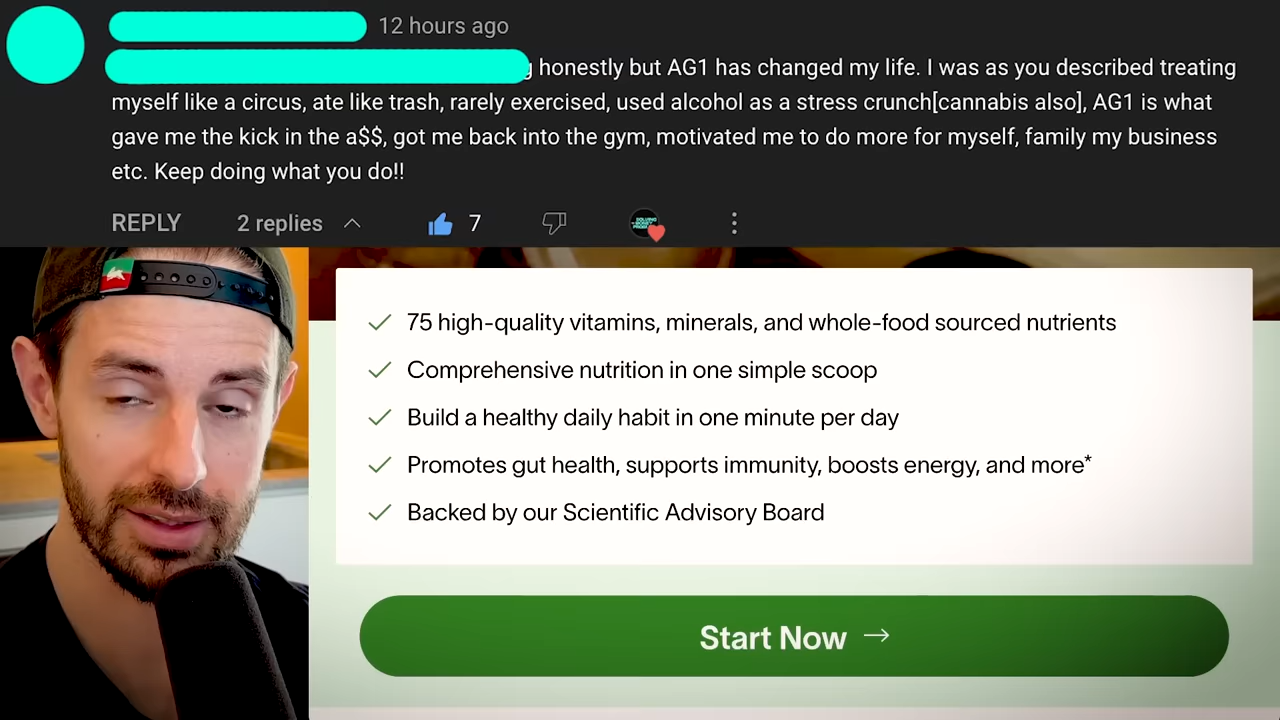 12 hours ago
honestly but AG1 has changed my life. I was as you described treating
myself like a circus, ate like trash, rarely exercised, used alcohol as a stress crunch[cannabis also], AG1 is what
gave me the kick in the a$$, got me back into the gym, motivated me to do more for myself, family my business
etc. Keep doing what you do!!
REPLY 2 replies 7
75 high-quality vitamins, minerals, and whole-food sourced nutrients
Comprehensive nutrition in one simple scoop
Build a healthy daily habit in one minute per day
Promotes gut health, supports immunity, boosts energy, and more*
Backed by our Scientific Advisory Board
Start Now →